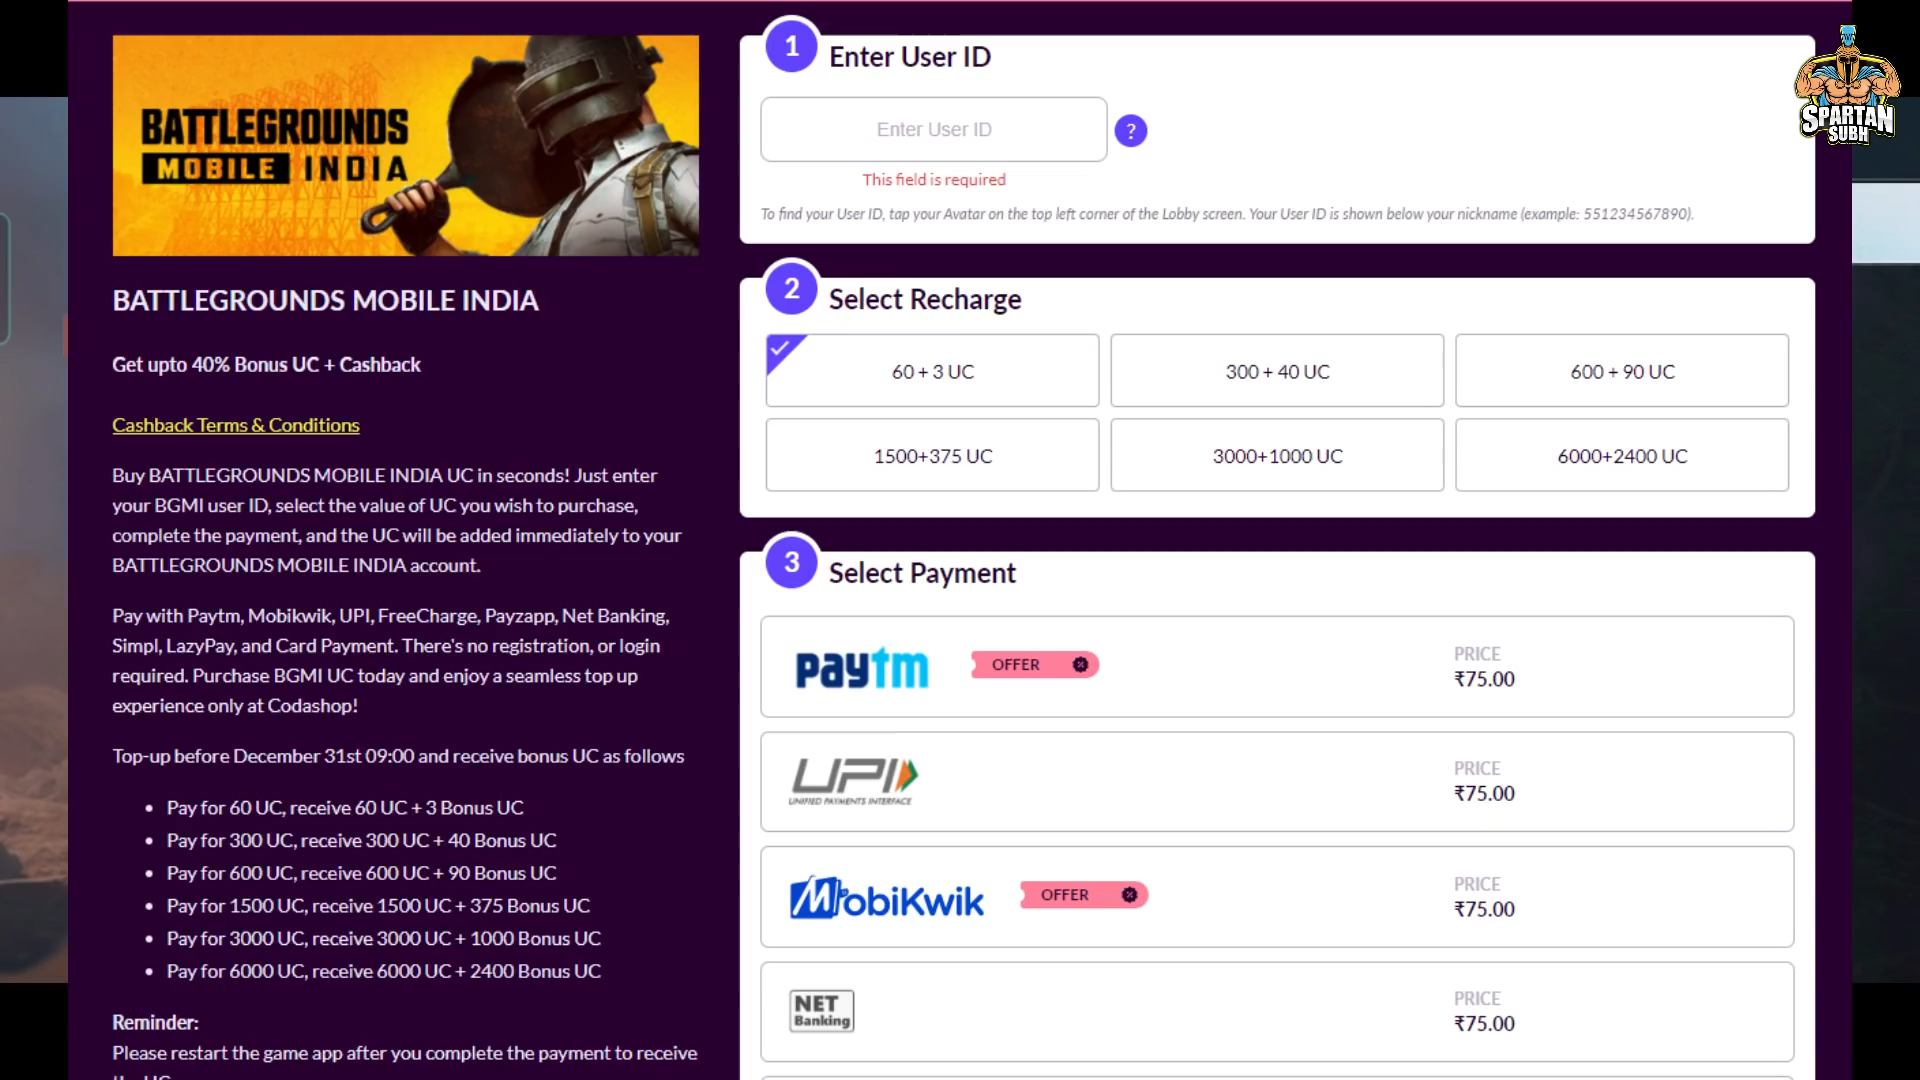 BATTLEGROUNDS
MOBILE INDIA
BATTLEGROUNDS MOBILE INDIA
Get upto 40% Bonus UC + Cashback
Cashback Terms & Conditions
Buy BATTLEGROUNDS MOBILE INDIA UC in seconds! Just enter
your BGMI user ID, select the value of UC you wish to purchase,
complete the payment, and the UC will be added immediately to your
BATTLEGROUNDS MOBILE INDIA account.
Pay with Paytm, Mobikwik, UPI, FreeCharge, Payzapp, Net Banking,
Simpl, LazyPay, and Card Payment. There's no registration, or login
required. Purchase BGMI UC today and enjoy a seamless top up
experience only at Codashop!
Top-up before December 31st 09:00 and receive bonus UC as follows
• Pay for 60 UC, receive 60 UC + 3 Bonus UC
• Pay for 300 UC, receive 300 UC + 40 Bonus UC
• Pay for 600 UC, receive 600 UC + 90 Bonus UC
• Pay for 1500 UC, receive 1500 UC + 375 Bonus UC
• Pay for 3000 UC, receive 3000 UC + 1000 Bonus UC
• Pay for 6000 UC, receive 6000 UC + 2400 Bonus UC
Reminder:
Please restart the game app after you complete the payment to receive
1 Enter User ID
Enter User ID ?
This field is required
To find your User ID, tap your Avatar on the top left corner of the Lobby screen. Your User ID is shown below your nickname (example: 551234567890).
2 Select Recharge
60 + 3 UC 300 + 40 UC 600 + 90 UC
1500+375 UC 3000+1000 UC 6000+2400 UC
3 Select Payment
paytm OFFER PRICE
₹75.00
UPI PRICE
UNIFIED PAYMENTS INTERFACE ₹75.00
MobiKwik OFFER PRICE
₹75.00
NET PRICE
Banking ₹75.00
SPARTAN
SUBH